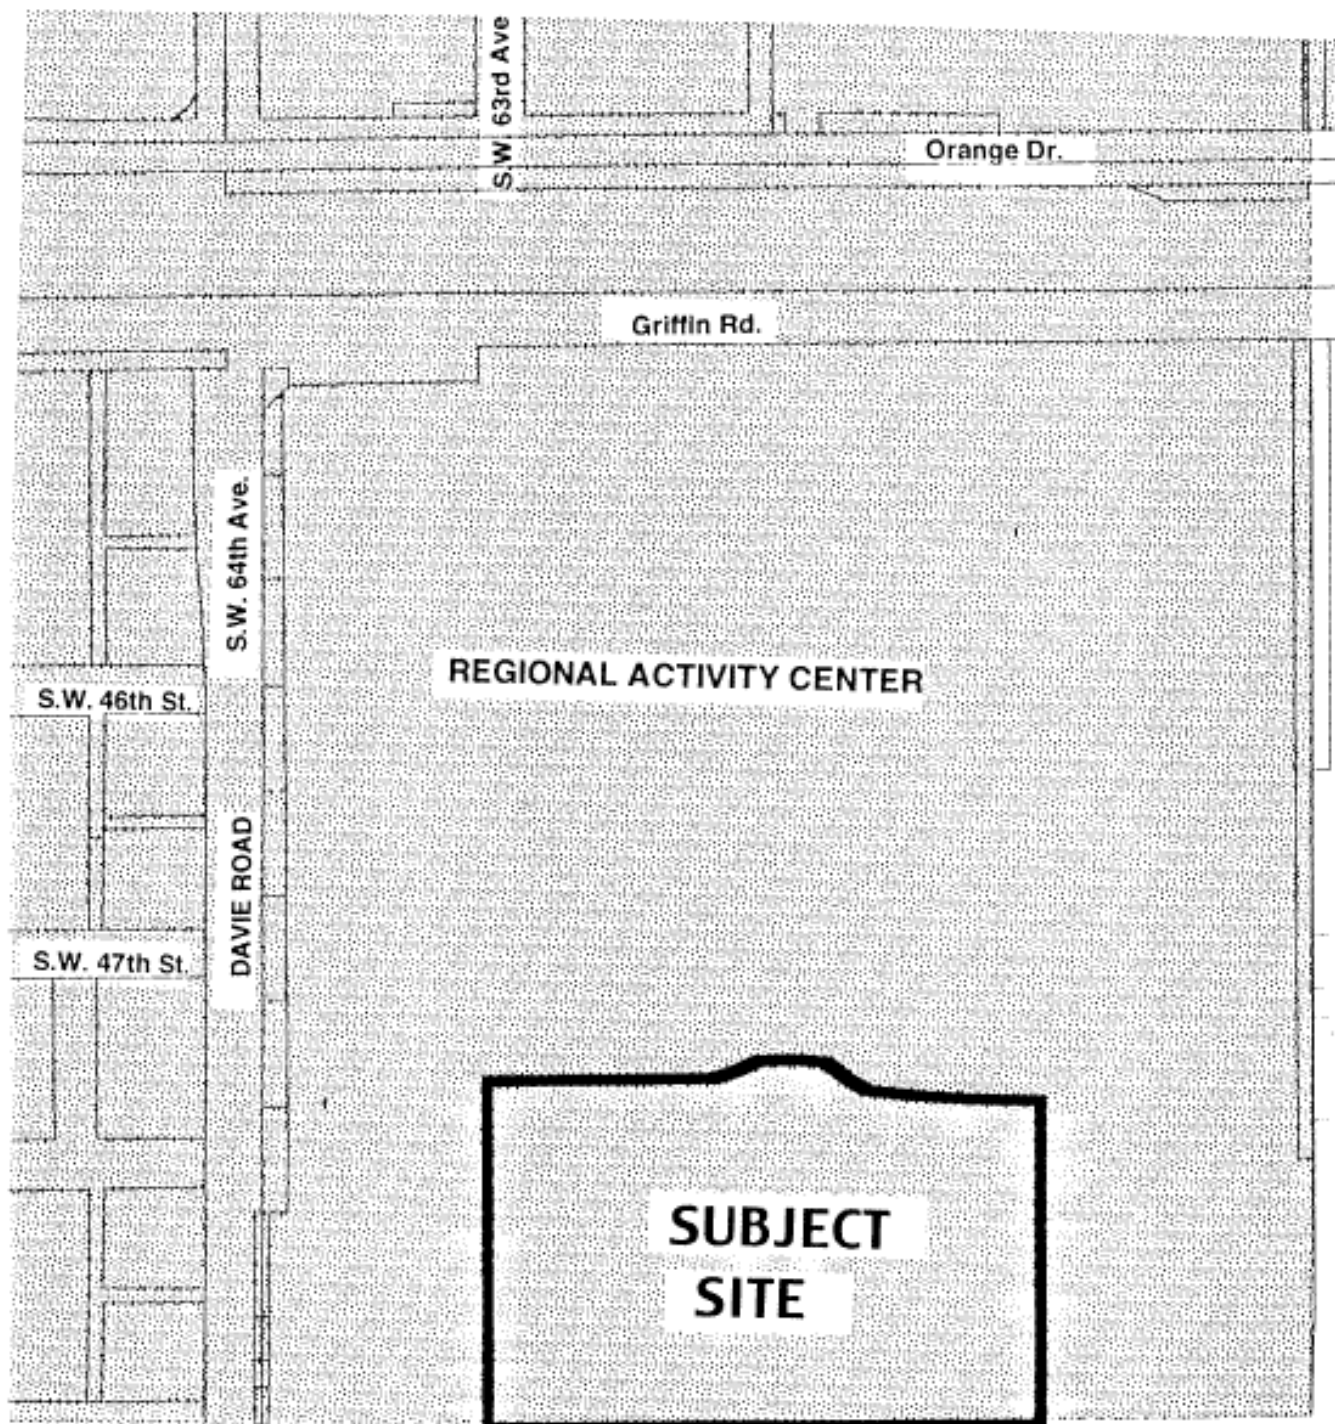 S.W. 63rd Ave
Orange Dr.
Griffin Rd.
S.W. 64th Ave.
REGIONAL ACTIVITY CENTER
S.W. 46th St.
DAVIE ROAD
S.W. 47th St.
SUBJECT
SITE